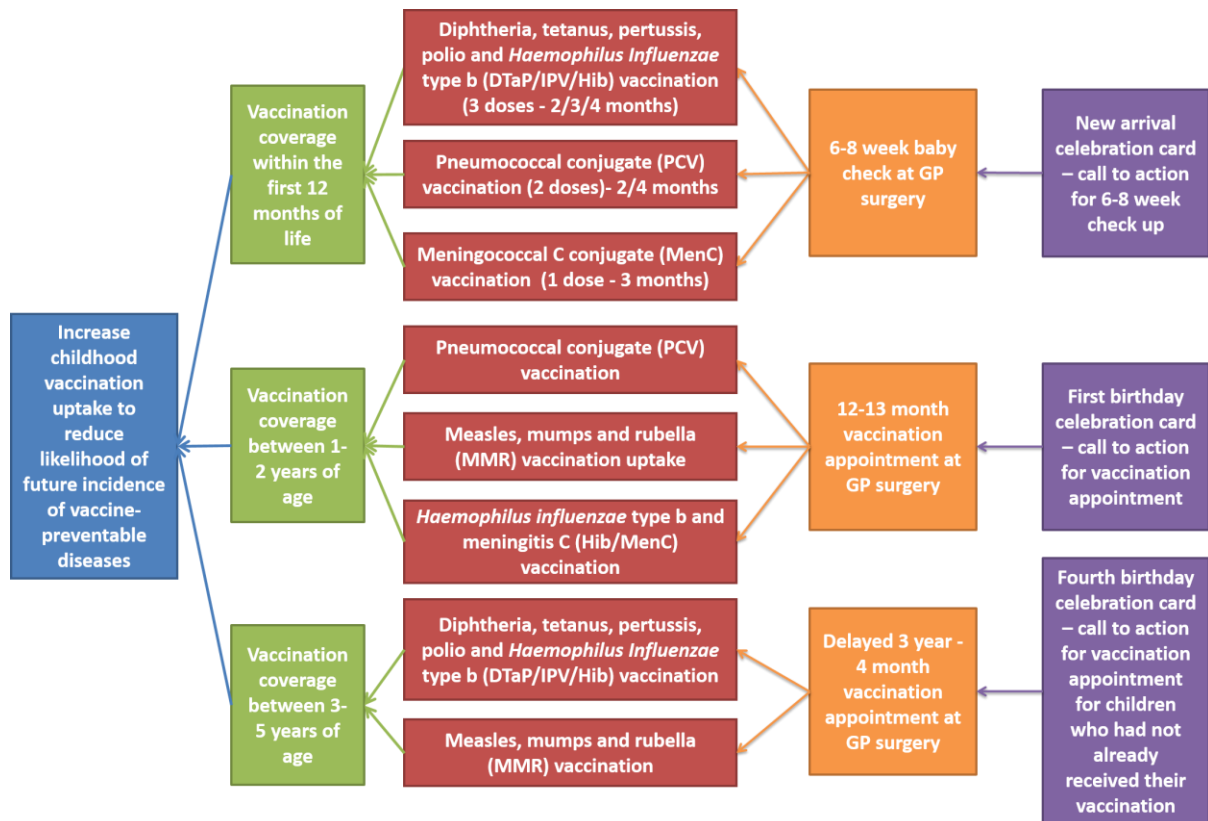 Increase
childhood
vaccination
uptake to
reduce
likelihood of
future incidence
of vaccine-
preventable
diseases
Vaccination
coverage
within the
first 12
months of
life
Diphtheria, tetanus, pertussis,
polio and Haemophilus Influenzae
type b (DTaP/IPV/Hib) vaccination
(3 doses - 2/3/4 months)
Pneumococcal conjugate (PCV)
vaccination (2 doses)- 2/4 months
Meningococcal C conjugate (MenC)
vaccination (1 dose - 3 months)
6-8 week baby
check at GP
surgery
New arrival
celebration card
– call to action
for 6-8 week
check up
Vaccination
coverage
between 1-
2 years of
age
Pneumococcal conjugate (PCV)
vaccination
Measles, mumps and rubella
(MMR) vaccination uptake
Haemophilus influenzae type b and
meningitis C (Hib/MenC)
vaccination
12-13 month
vaccination
appointment at
GP surgery
First birthday
celebration card
– call to action
for vaccination
appointment
Vaccination
coverage
between 3-
5 years of
age
Diphtheria, tetanus, pertussis,
polio and Haemophilus Influenzae
type b (DTaP/IPV/Hib) vaccination
Measles, mumps and rubella
(MMR) vaccination
Delayed 3 year -
4 month
vaccination
appointment at
GP surgery
Fourth birthday
celebration card
– call to action
for vaccination
appointment
for children
who had not
already
received their
vaccination